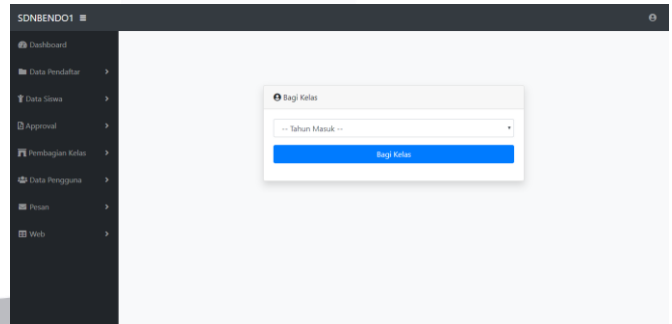 SDNBENDO1
Dashboard
Data Pendaftar
Data Siswa
Approval
Pembagian Kelas
Data Pengguna
Pesan
Web
Bagi Kelas
-- Tahun Masuk --
Bagi Kelas